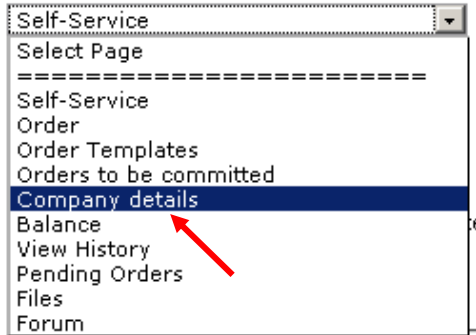 Self-Service
Select Page
========================
Self-Service
Order
Order Templates
Orders to be committed
Company details
Balance
View History
Pending Orders
Files
Forum